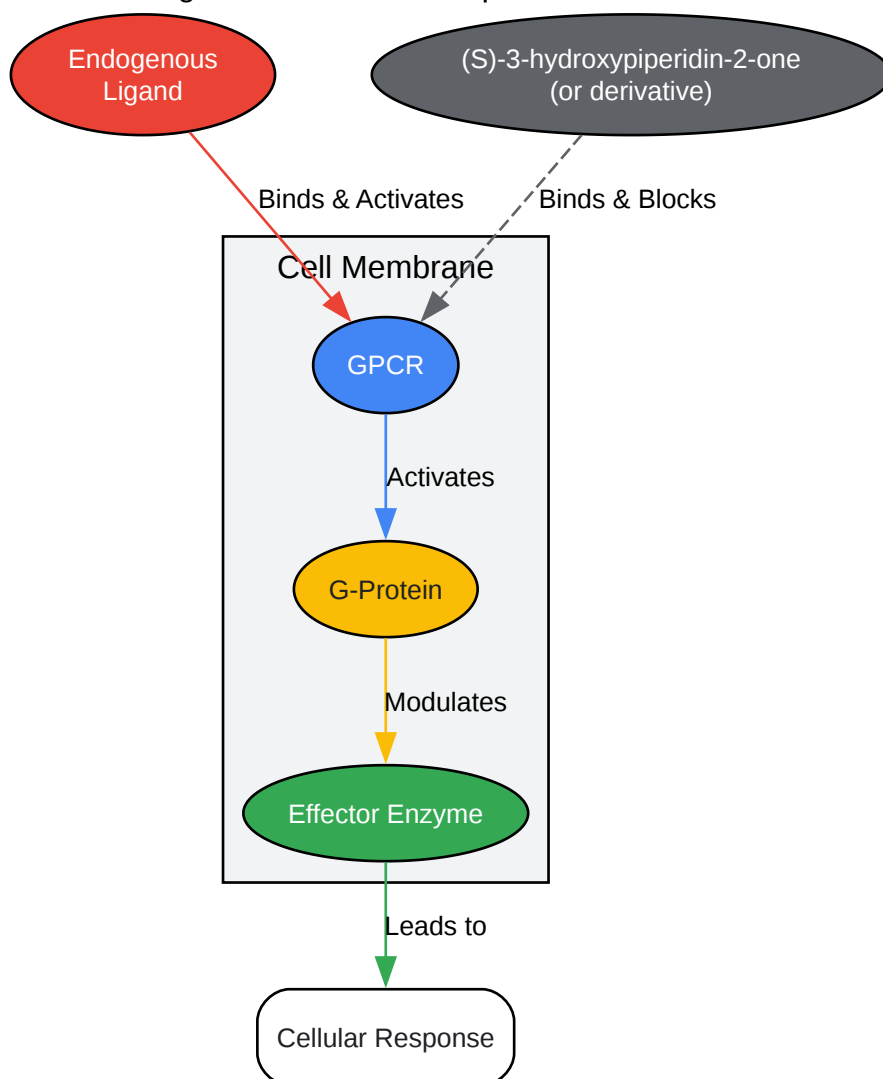 Endogenous
Ligand
(S)-3-hydroxypiperidin-2-one
(or derivative)
Binds & Activates
Binds & Blocks
Cell Membrane
GPCR
Activates
G-Protein
Modulates
Effector Enzyme
Leads to
Cellular Response